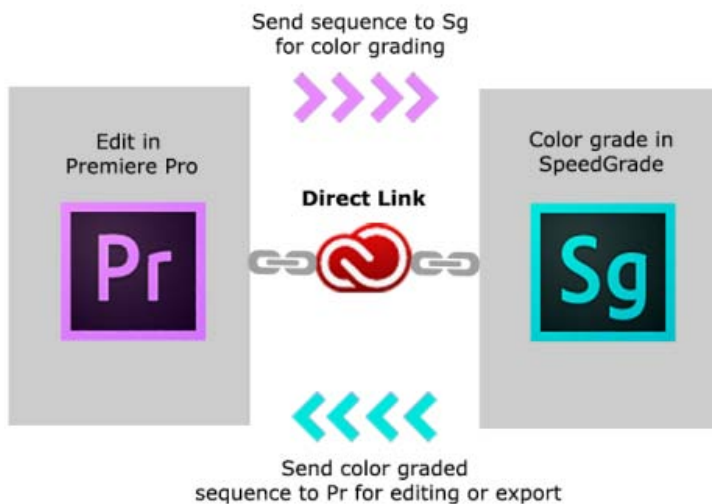 Send sequence to Sg
for color grading
Edit in
Premiere Pro
Pr
Direct Link
Color grade in
SpeedGrade
Sg
Send color graded
sequence to Pr for editing or export